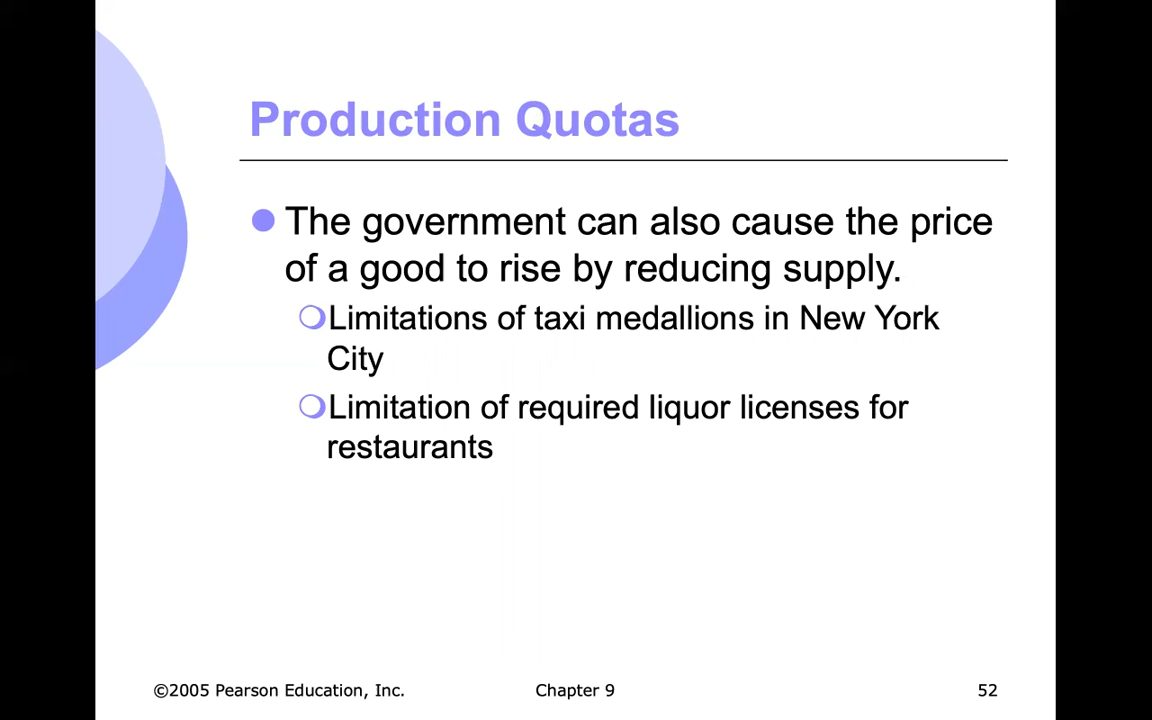 Production Quotas
The government can also cause the price
of a good to rise by reducing supply.
Limitations of taxi medallions in New York
City
Limitation of required liquor licenses for
restaurants
©2005 Pearson Education, Inc.
Chapter 9
52